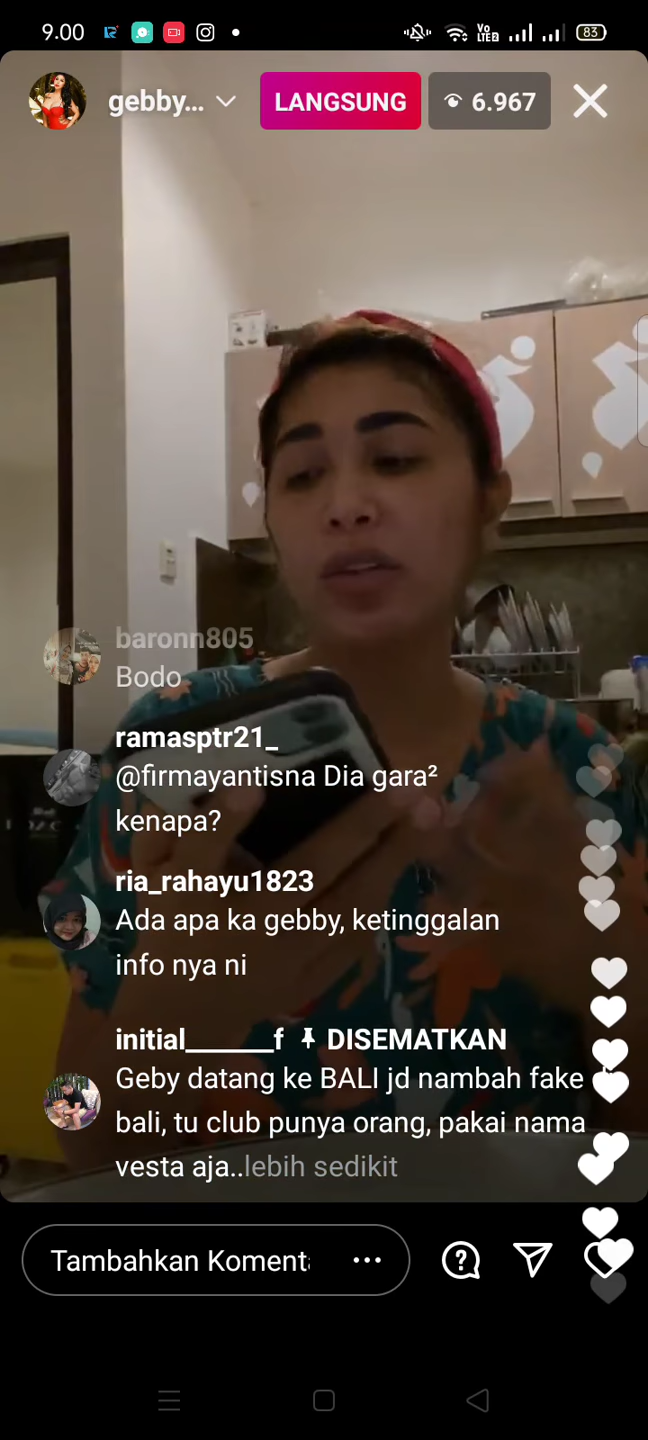 9.00
Vo
LTE2
83
gebby...
LANGSUNG
6.967
baronn805
Bodo
ramasptr21_
@firmayantisna Dia gara²
kenapa?
ria_rahayu1823
Ada apa ka gebby, ketinggalan
info nya ni
initial______f DISEMATKAN
Geby datang ke BALI jd nambah fake
bali, tu club punya orang, pakai nama
vesta aja..lebih sedikit
Tambahkan Koment